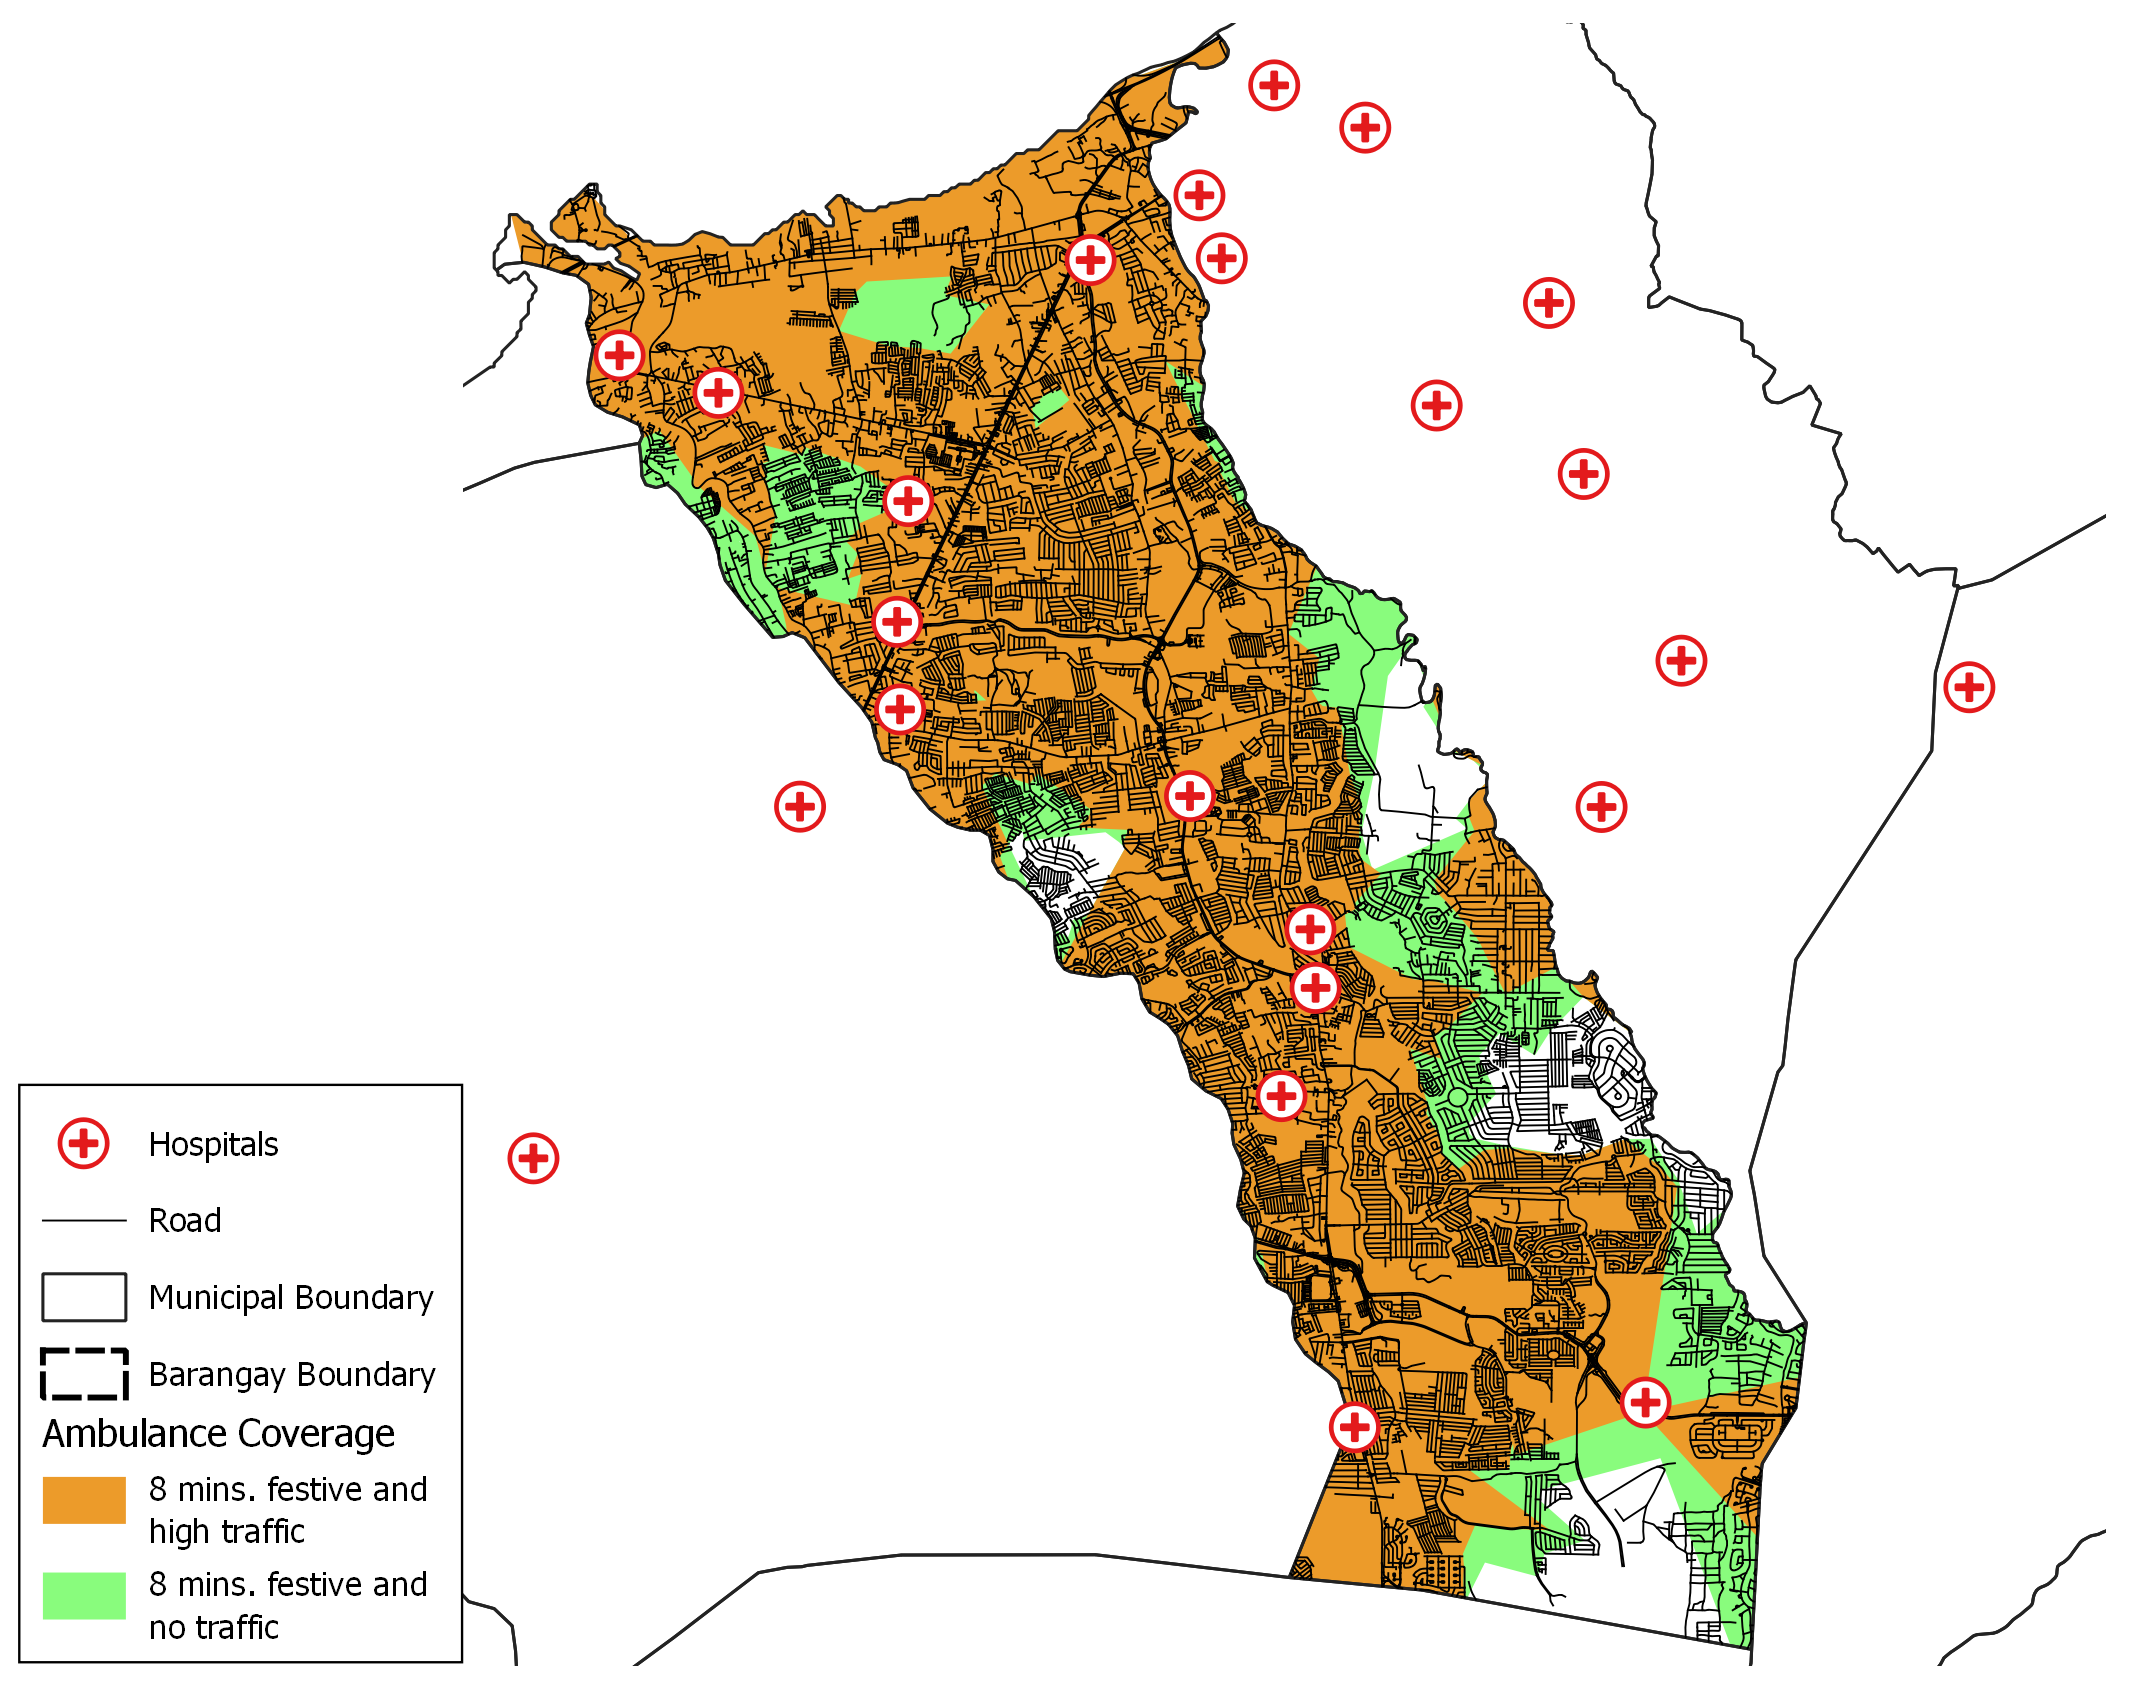 Hospitals
Road
Municipal Boundary
Barangay Boundary
Ambulance Coverage
8 mins. festive and
high traffic
8 mins. festive and
no traffic